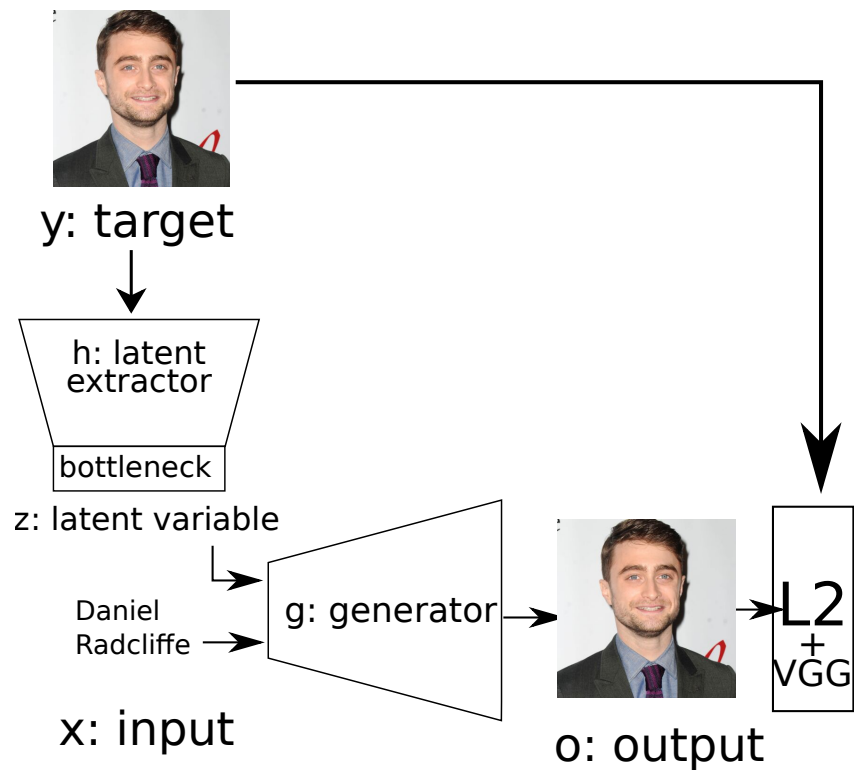 y: target
h: latent
extractor
bottleneck
z: latent variable
Daniel
Radcliffe
x: input
g: generator
o: output
L2
+
VGG